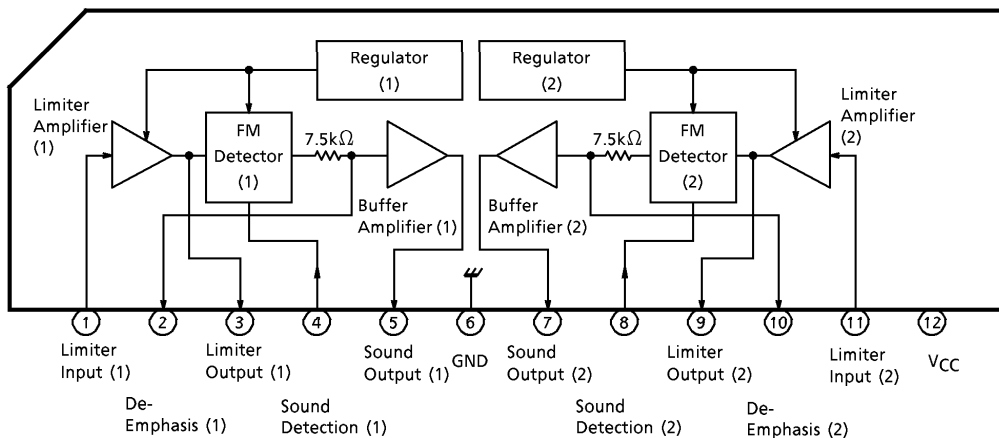 Regulator
(1)
Regulator
(2)
Limiter
Amplifier
(1)
FM
Detector
(1)
7.5kΩ
7.5kΩ
FM
Detector
(2)
Limiter
Amplifier
(2)
Buffer
Amplifier (1)
Buffer
Amplifier (2)
1
2
3
4
5
6
7
8
9
10
11
12
Limiter
Input (1)
Limiter
Output (1)
Sound
Output (1)
GND
Sound
Output (2)
Limiter
Output (2)
Limiter
Input (2)
VCC
De-
Emphasis (1)
Sound
Detection (1)
Sound
Detection (2)
De-
Emphasis (2)